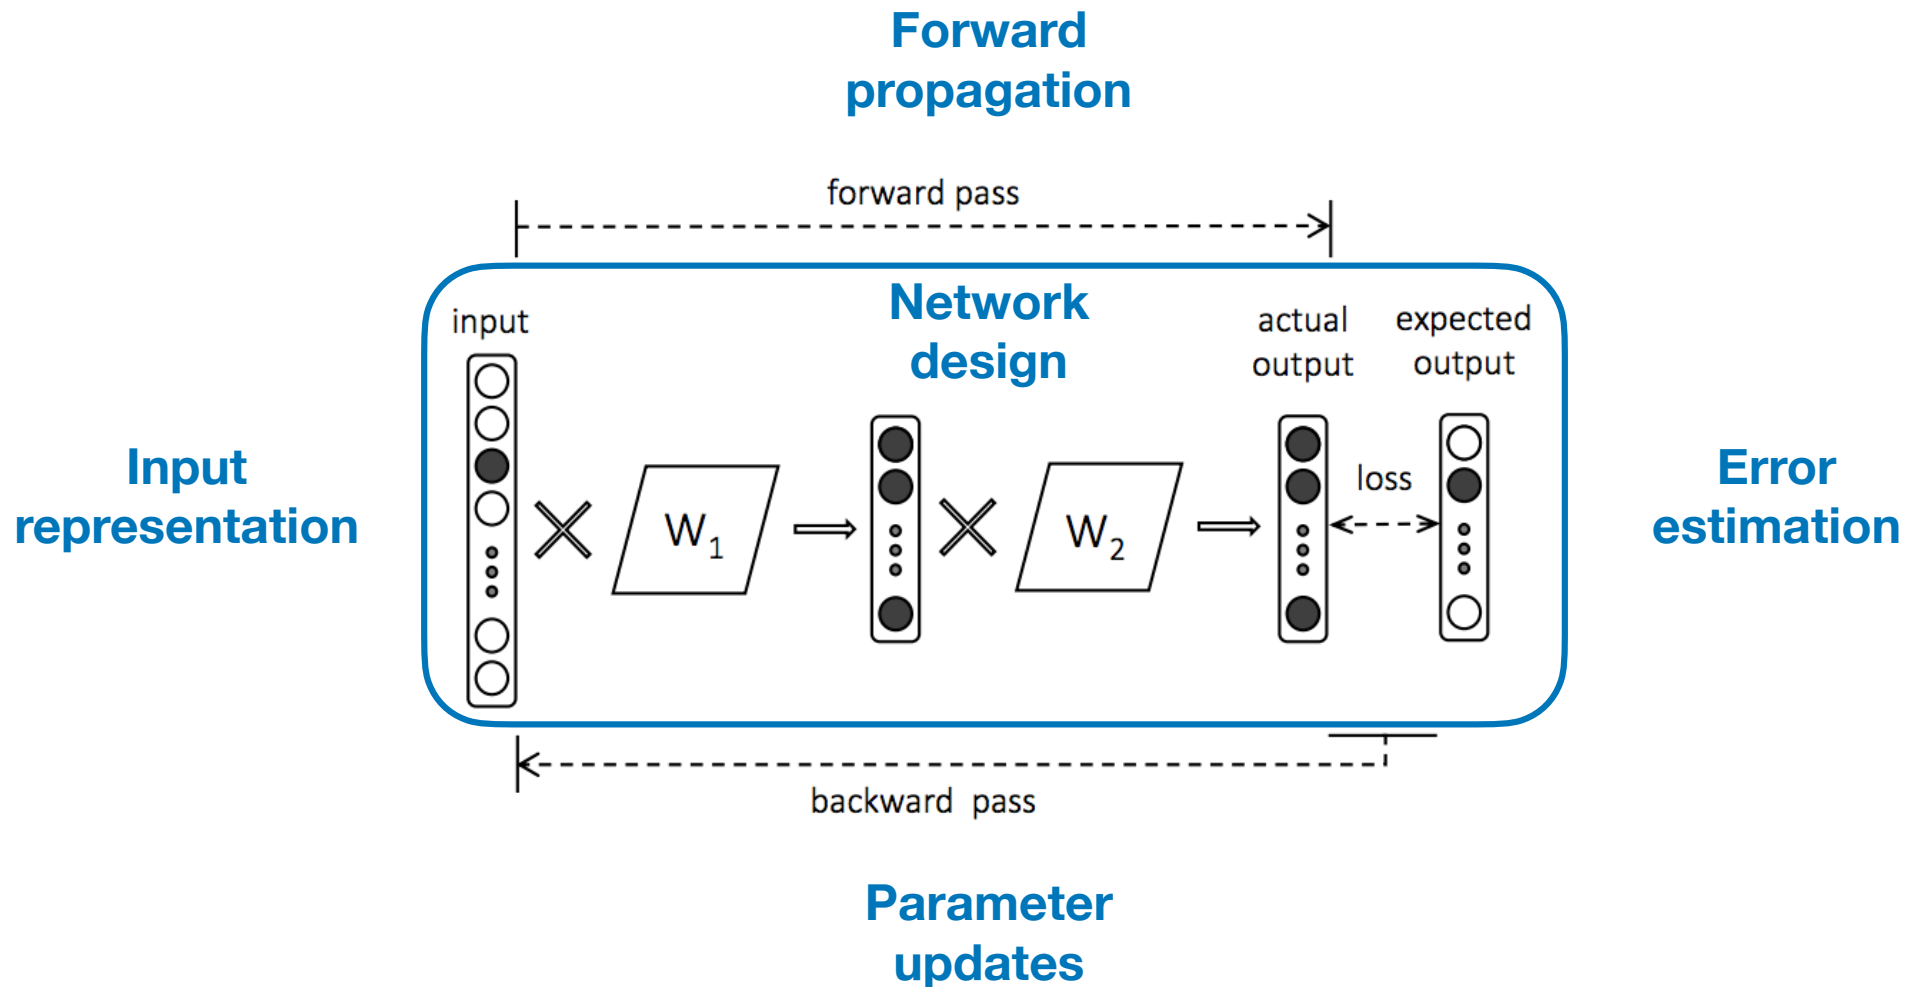 Forward
propagation
forward pass
Network
design
input
actual
output
expected
output
Input
representation
W1
W2
loss
Error
estimation
backward pass
Parameter
updates